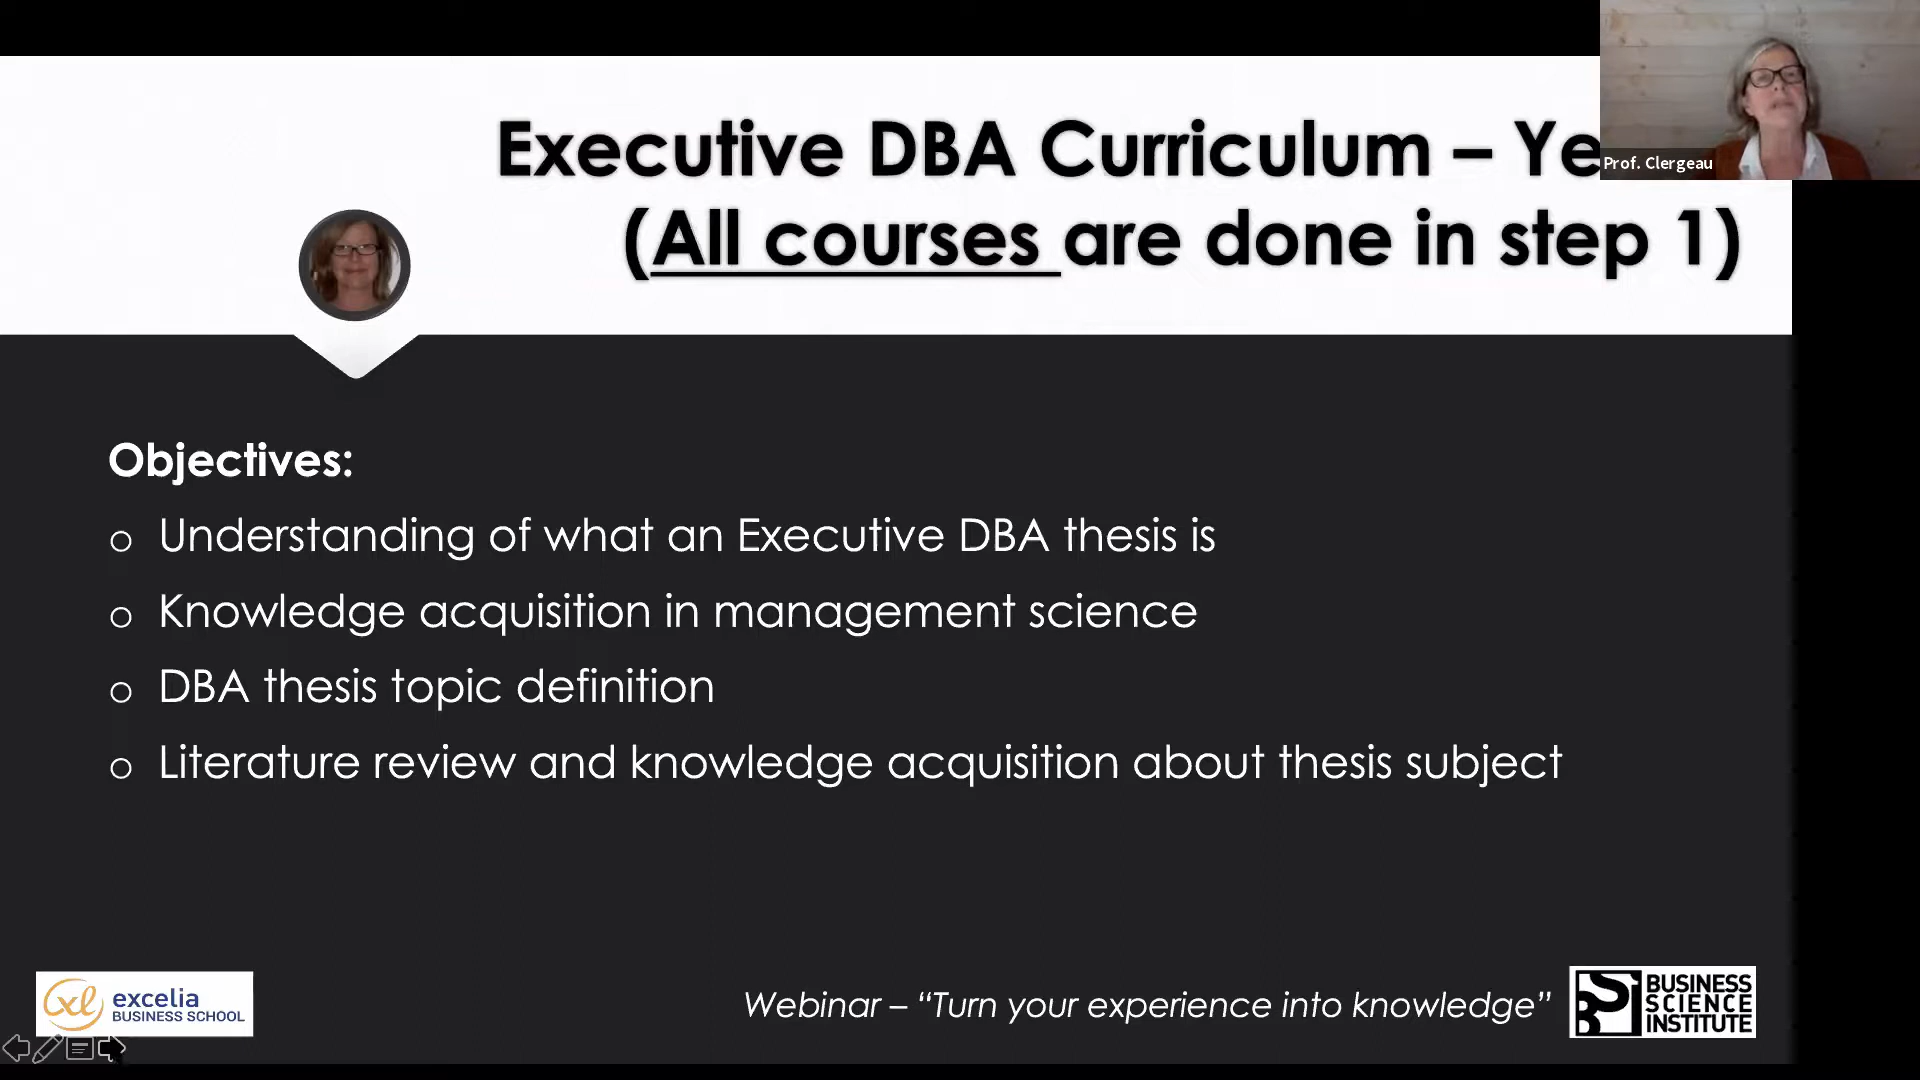 Executive DBA Curriculum – Ye
(All courses are done in step 1)
Prof. Clergeau
Objectives:
o Understanding of what an Executive DBA thesis is
o Knowledge acquisition in management science
o DBA thesis topic definition
o Literature review and knowledge acquisition about thesis subject
xl
excelia
BUSINESS SCHOOL
Webinar – “Turn your experience into knowledge”
BSI
BUSINESS
SCIENCE
INSTITUTE